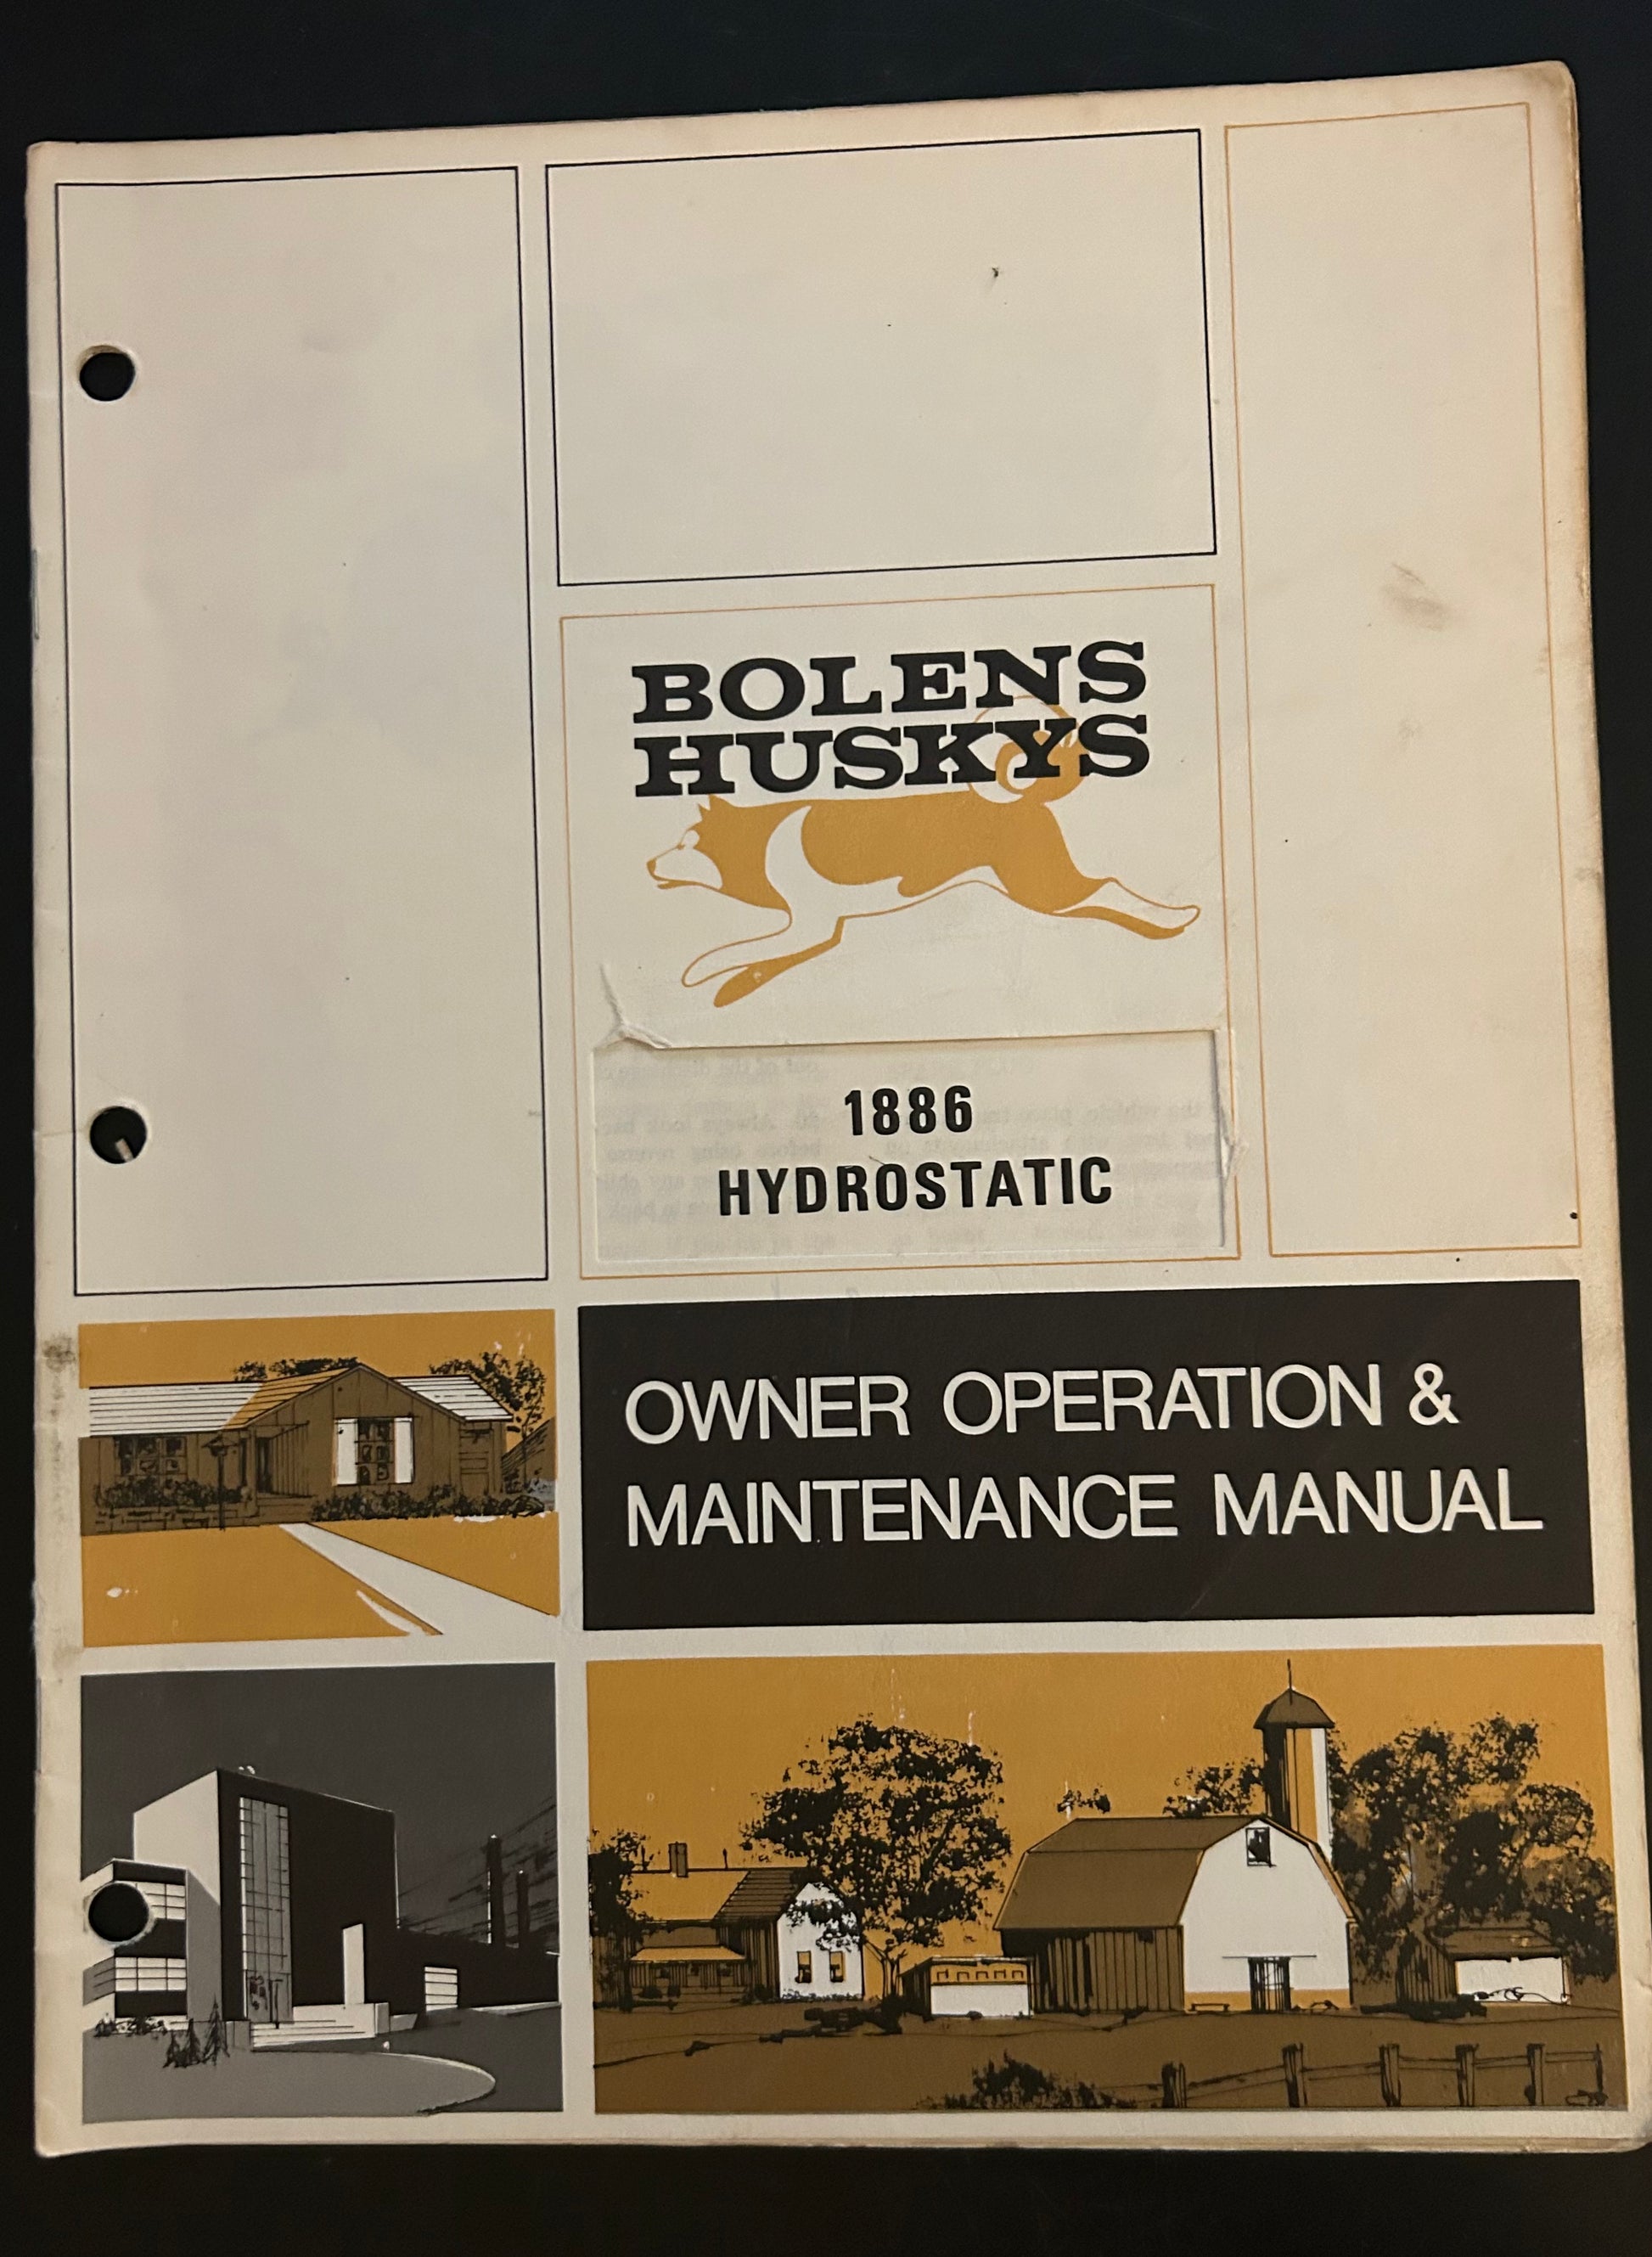 BOLENS
HUSKYS
1886
HYDROSTATIC
OWNER OPERATION &
MAINTENANCE MANUAL